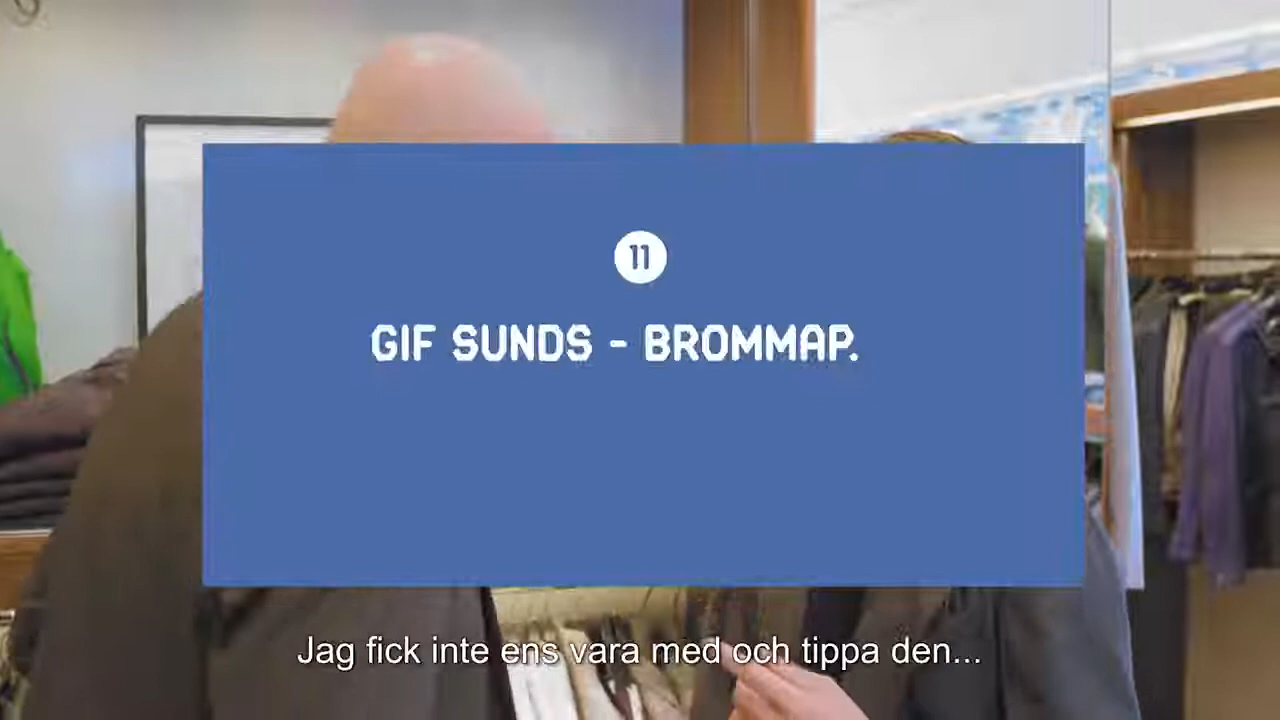 11
GIF SUNDS - BROMMAP.
Jag fick inte ens vara med och tippa den...